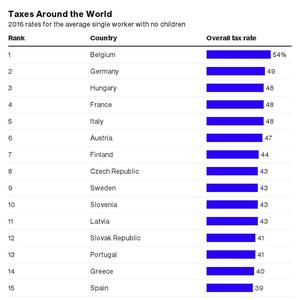 Taxes Around the World
2016 rates for the average single worker with no children
Rank Country Overall tax rate
1 Belgium 54%
2 Germany 49
3 Hungary 48
4 France 48
5 Italy 48
6 Austria 47
7 Finland 44
8 Czech Republic 43
9 Sweden 43
10 Slovenia 43
11 Latvia 43
12 Slovak Republic 41
13 Portugal 41
14 Greece 40
15 Spain 39